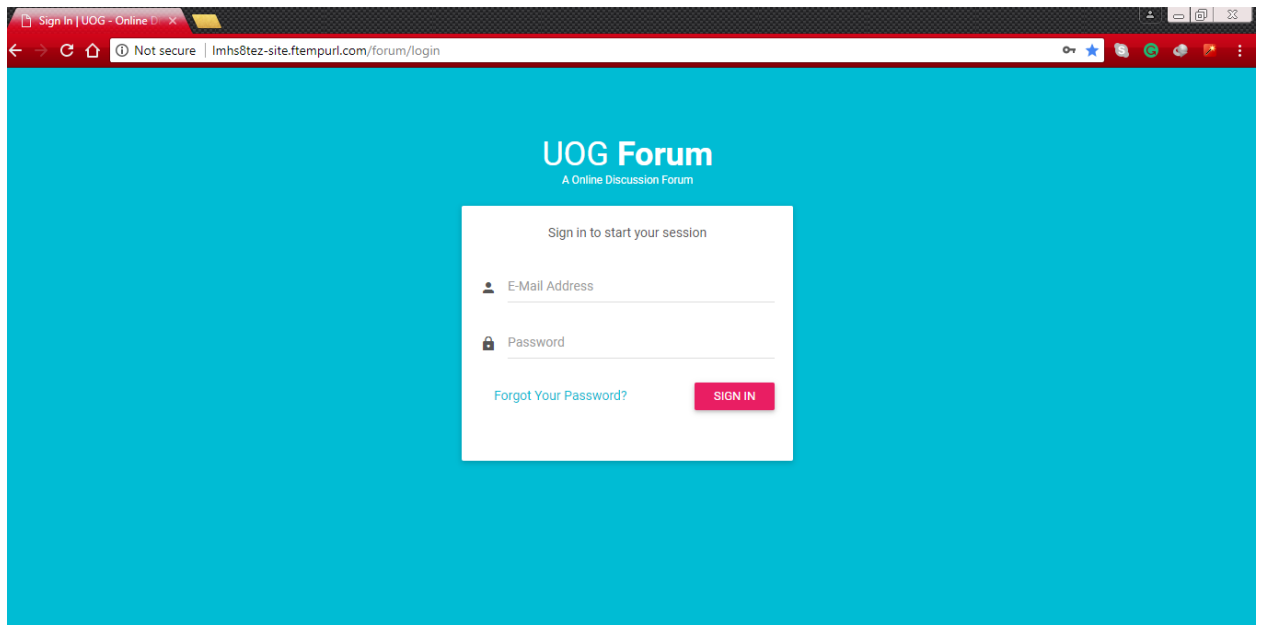 Sign In | UOG - Online D
Not secure lmhs8tez-site.ftempurl.com/forum/login
UOG Forum
A Online Discussion Forum
Sign in to start your session
E-Mail Address
Password
Forgot Your Password? SIGN IN